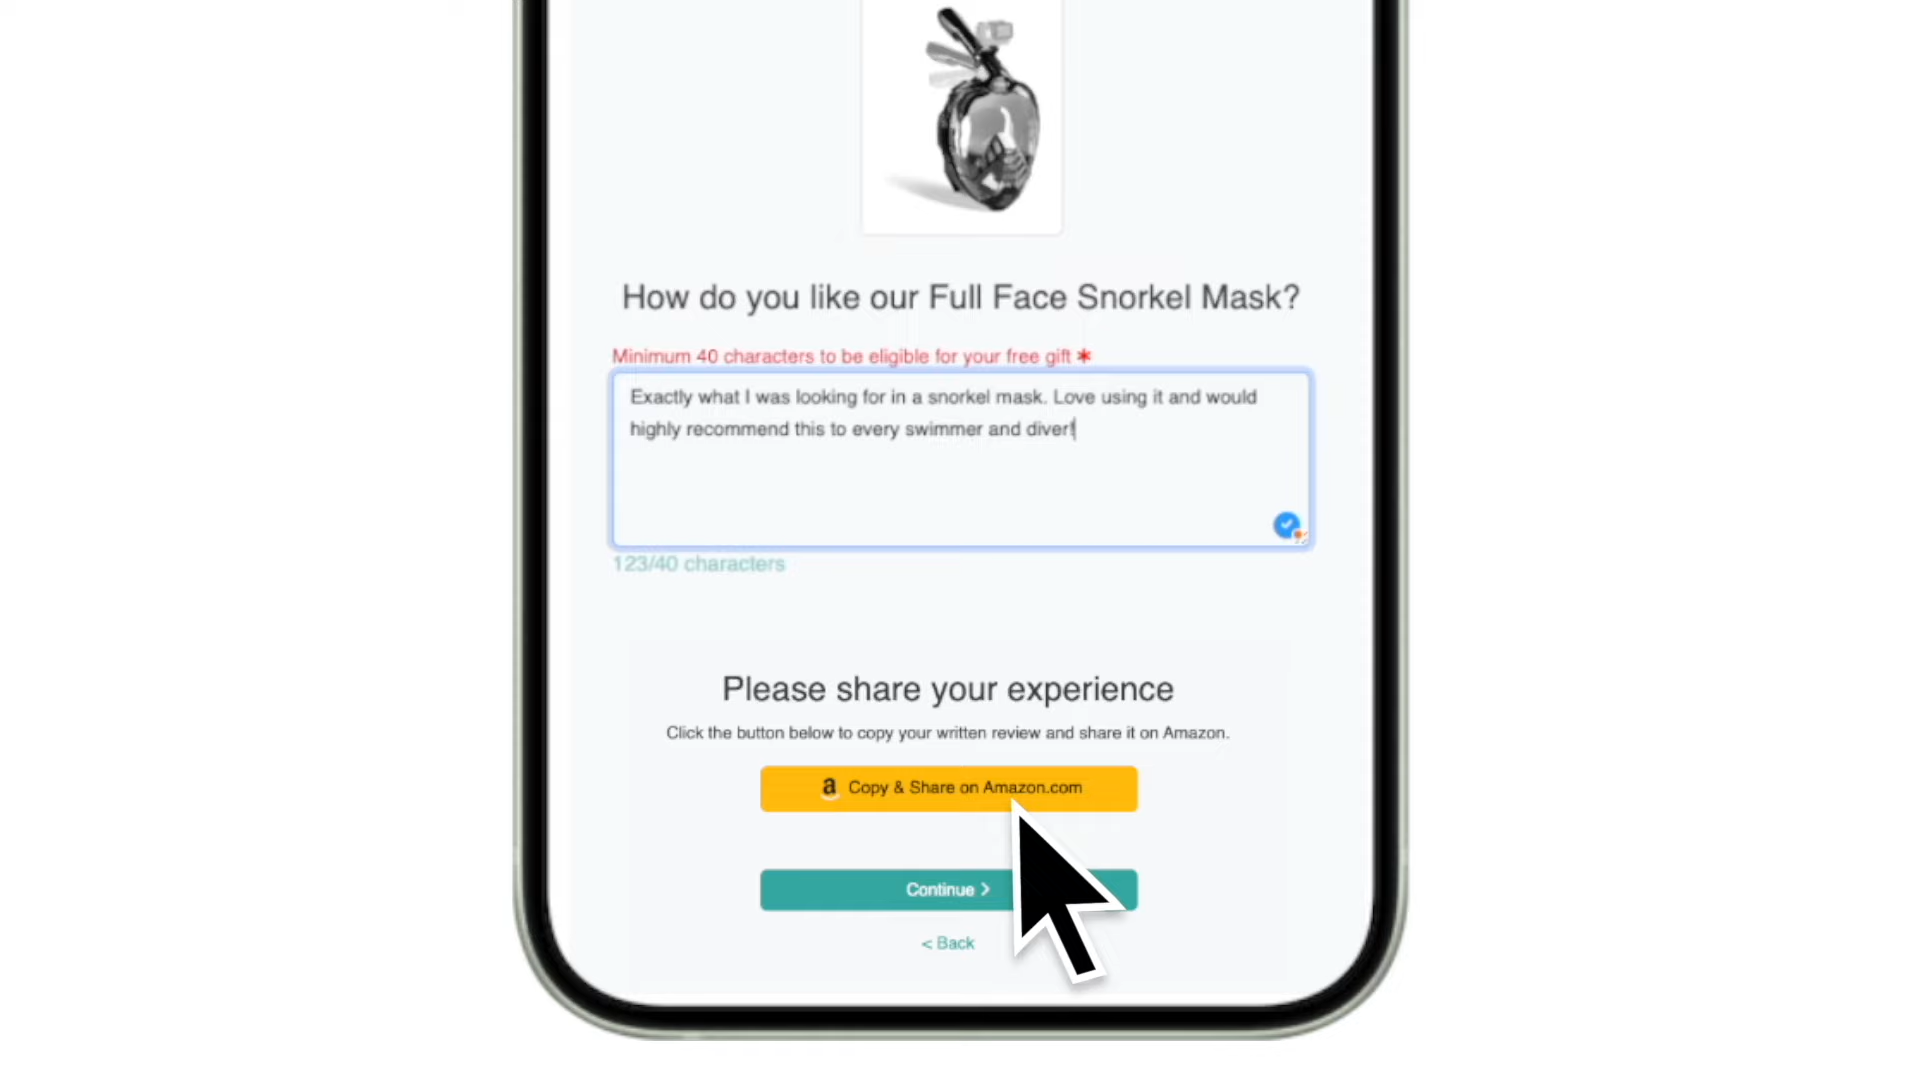 How do you like our Full Face Snorkel Mask?
Minimum 40 characters to be eligible for your free gift *
Exactly what I was looking for in a snorkel mask. Love using it and would
highly recommend this to every swimmer and diver!
123/40 characters
Please share your experience
Click the button below to copy your written review and share it on Amazon.
a Copy & Share on Amazon.com
Continue >
< Back